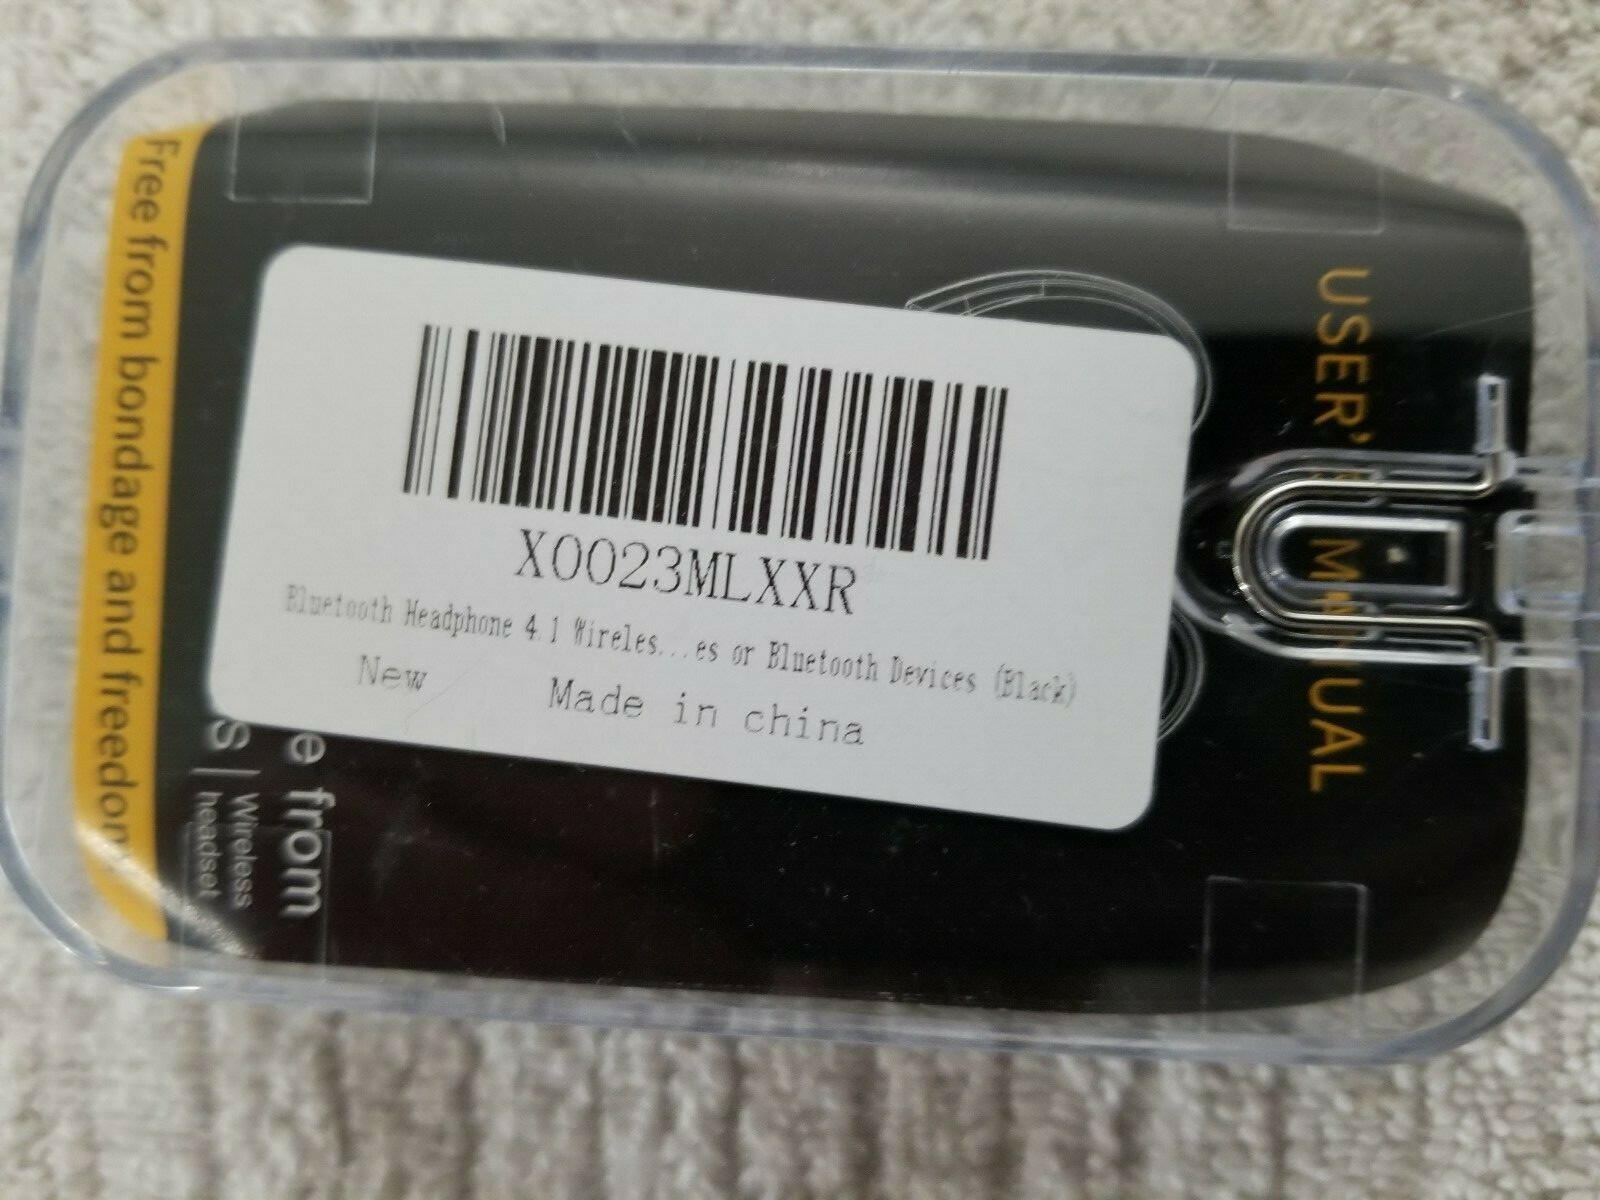 Free from bondage and freedom
X0023MLXXR
Bluetooth Headphone 4.1 Wireles...es or Bluetooth Devices (Black)
New
Made in china
from
Wireless
headset
USER'S MANUAL